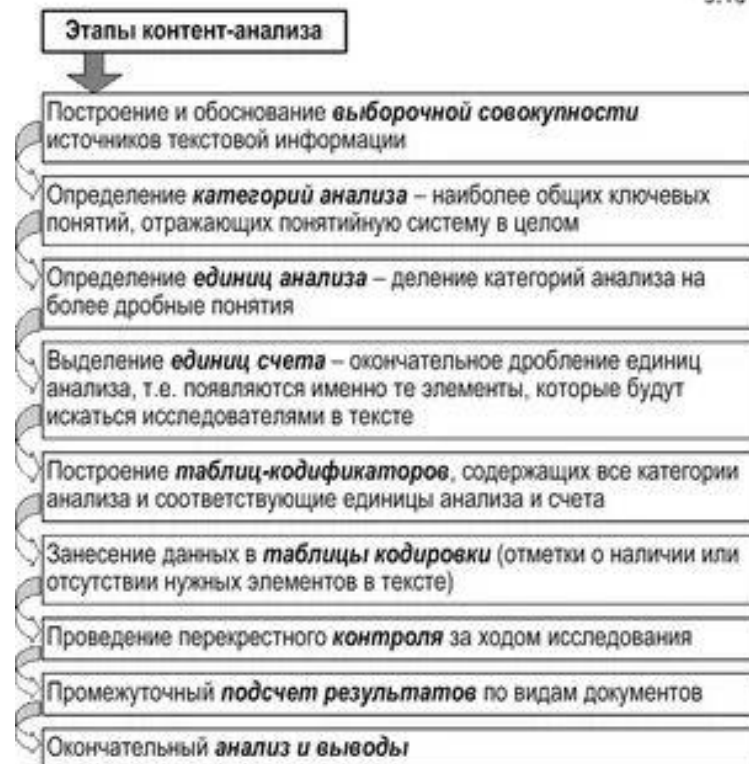 Этапы контент-анализа
Построение и обоснование выборочной совокупности
источников текстовой информации
Определение категорий анализа – наиболее общих ключевых
понятий, отражающих понятийную систему в целом
Определение единиц анализа – деление категорий анализа на
более дробные понятия
Выделение единиц счета – окончательное дробление единиц
анализа, т.е. появляются именно те элементы, которые будут
искаться исследователями в тексте
Построение таблиц-кодификаторов, содержащих все категории
анализа и соответствующие единицы анализа и счета
Занесение данных в таблицы кодировки (отметки о наличии или
отсутствии нужных элементов в тексте)
Проведение перекрестного контроля за ходом исследования
Промежуточный подсчет результатов по видам документов
Окончательный анализ и выводы